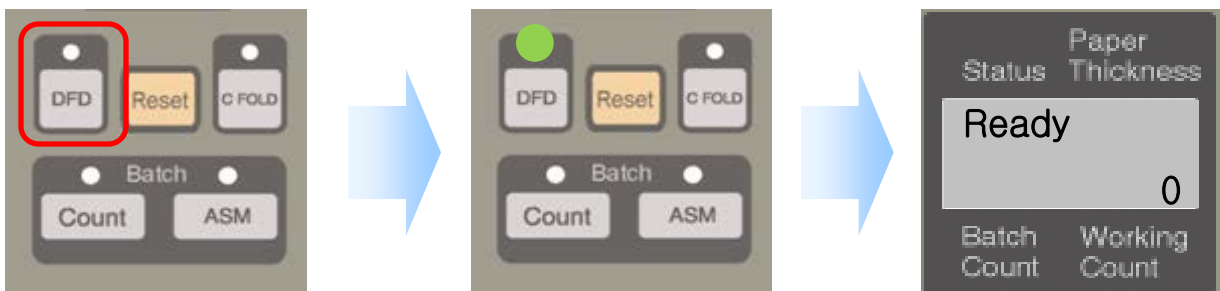 DFD
Reset
C FOLD
Batch
Count
ASM
DFD
Reset
C FOLD
Batch
Count
ASM
Status
Paper
Thickness
Ready
0
Batch
Count
Working
Count